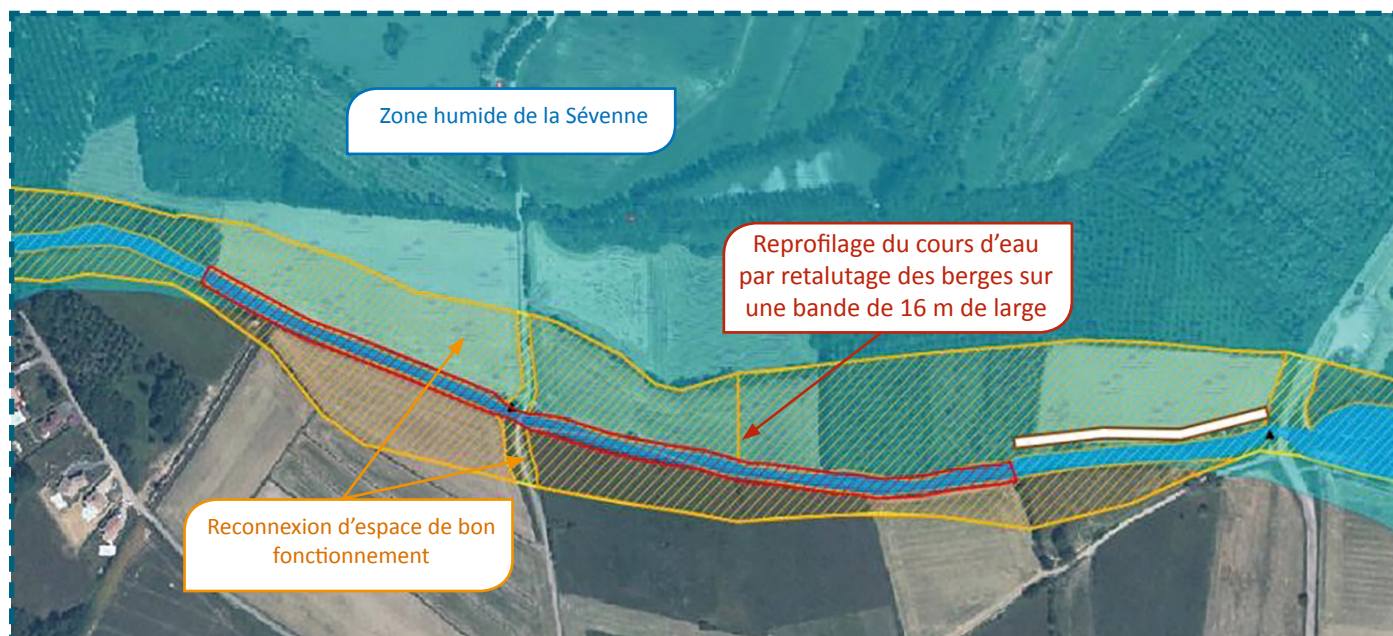 Zone humide de la Sévenne
Reprofilage du cours d’eau
par retalutage des berges sur
une bande de 16 m de large
Reconnexion d’espace de bon
fonctionnement